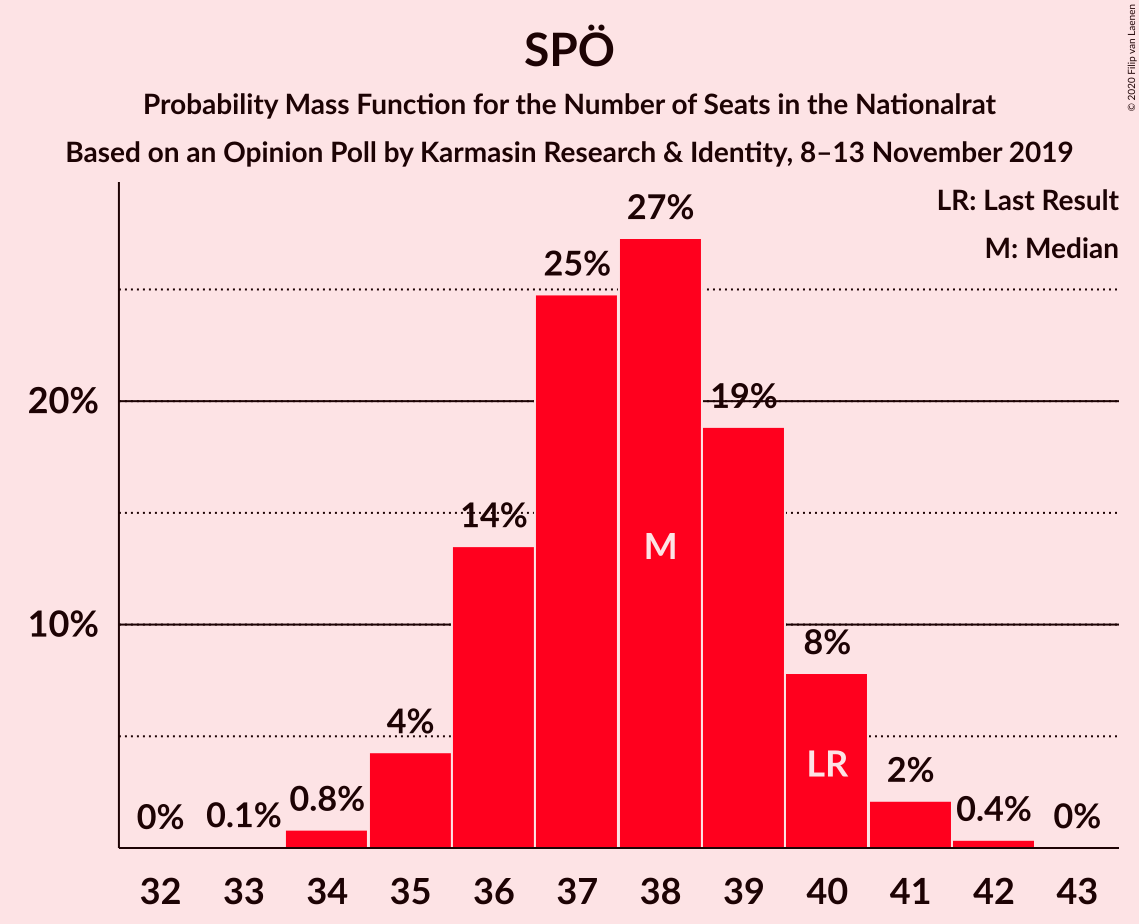 SPÖ
Probability Mass Function for the Number of Seats in the Nationalrat
Based on an Opinion Poll by Karmasin Research & Identity, 8–13 November 2019
© 2020 Filip van Laenen
LR: Last Result
M: Median
27%
25%
20%
19%
14%
M
10%
8%
4%
LR
2%
0%
0.1%
0.8%
0.4%
0%
32 33 34 35 36 37 38 39 40 41 42 43